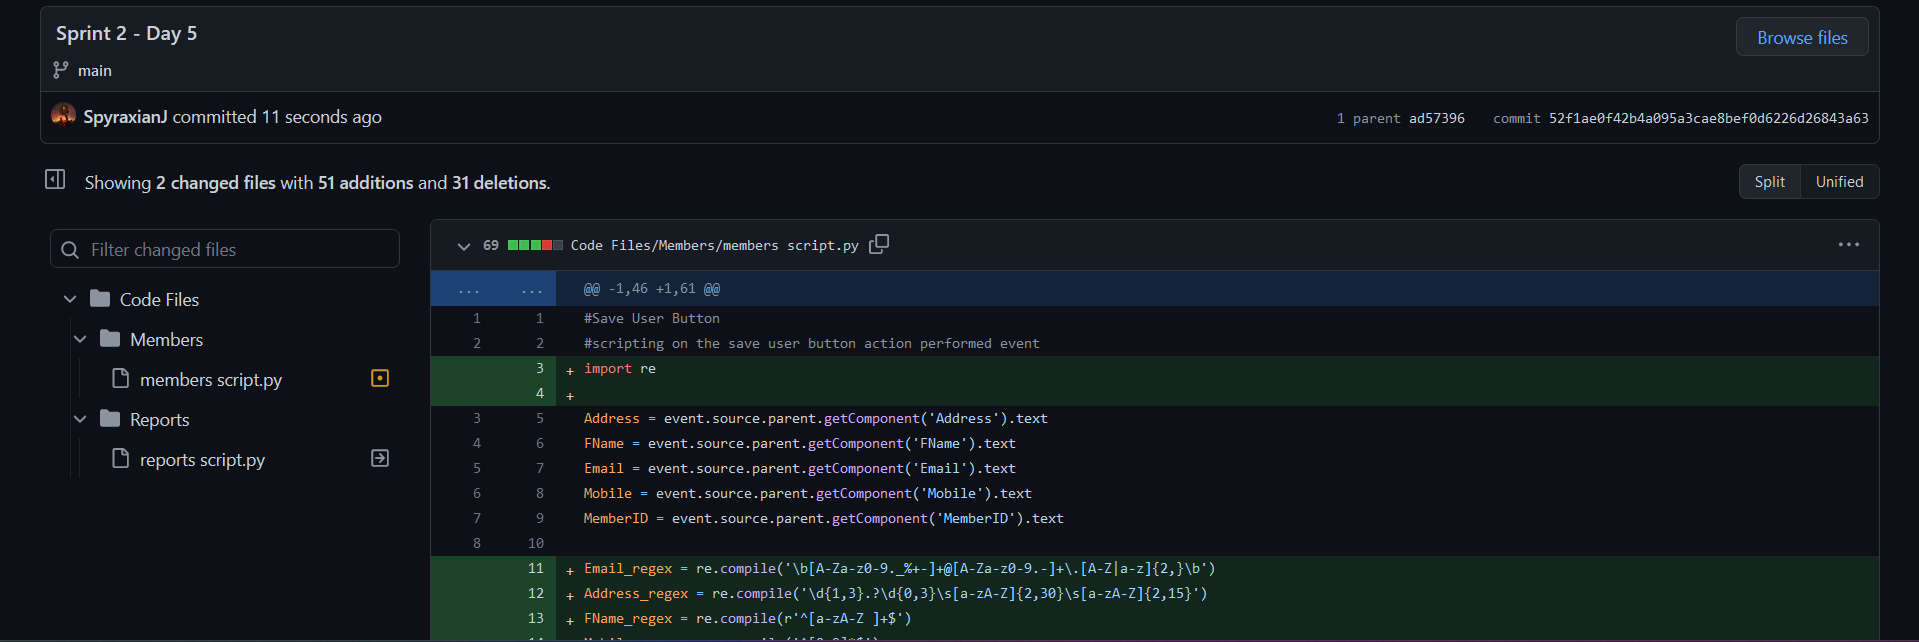 Sprint 2 - Day 5
Browse files
main
SpyraxianJ committed 11 seconds ago
1 parent ad57396 commit 52f1ae0f42b4a095a3cae8bef0d6226d26843a63
Showing 2 changed files with 51 additions and 31 deletions.
Split Unified
Filter changed files
Code Files
Members
members script.py
Reports
reports script.py
69 Code Files/Members/members script.py
... ... @@ -1,46 +1,61 @@
1 1 #Save User Button
2 2 #scripting on the save user button action performed event
3 + import re
4 +
3 5 Address = event.source.parent.getComponent('Address').text
4 6 FName = event.source.parent.getComponent('FName').text
5 7 Email = event.source.parent.getComponent('Email').text
6 8 Mobile = event.source.parent.getComponent('Mobile').text
7 9 MemberID = event.source.parent.getComponent('MemberID').text
8 10
11 + Email_regex = re.compile('\b[A-Za-z0-9._%+-]+@[A-Za-z0-9.-]+\.[A-Z|a-z]{2,}\b')
12 + Address_regex = re.compile('\d{1,3}.?\d{0,3}\s[a-zA-Z]{2,30}\s[a-zA-Z]{2,15}')
13 + FName_regex = re.compile(r'^[a-zA-Z ]+$')